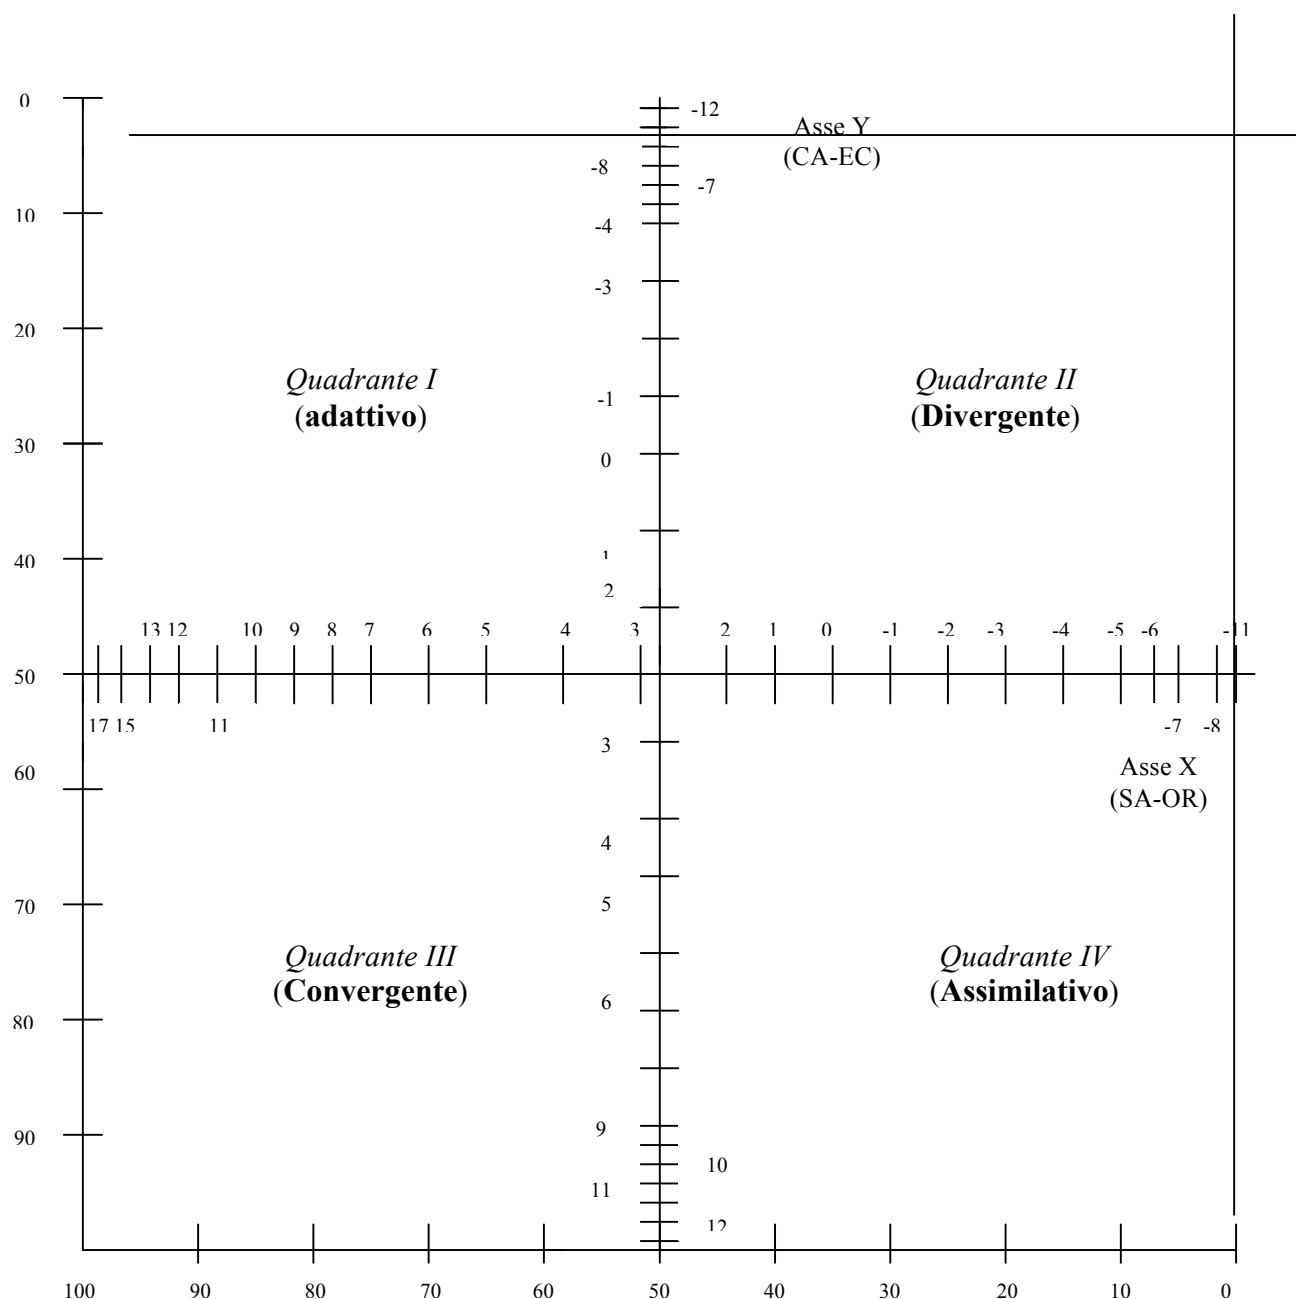 0
-12
Asse Y
(CA-EC)
-8
-7
10
-4
-3
20
Quadrante I
(adattivo)
Quadrante II
(Divergente)
-1
30
0
40
1
2
13 12 10 9 8 7 6 5 4 3 2 1 0 -1 -2 -3 -4 -5 -6 -11
50
17 15 11 -7 -8
3
60
Asse X
(SA-OR)
4
70
5
Quadrante III
(Convergente)
Quadrante IV
(Assimilativo)
6
80
90
9
10
11
12
100 90 80 70 60 50 40 30 20 10 0